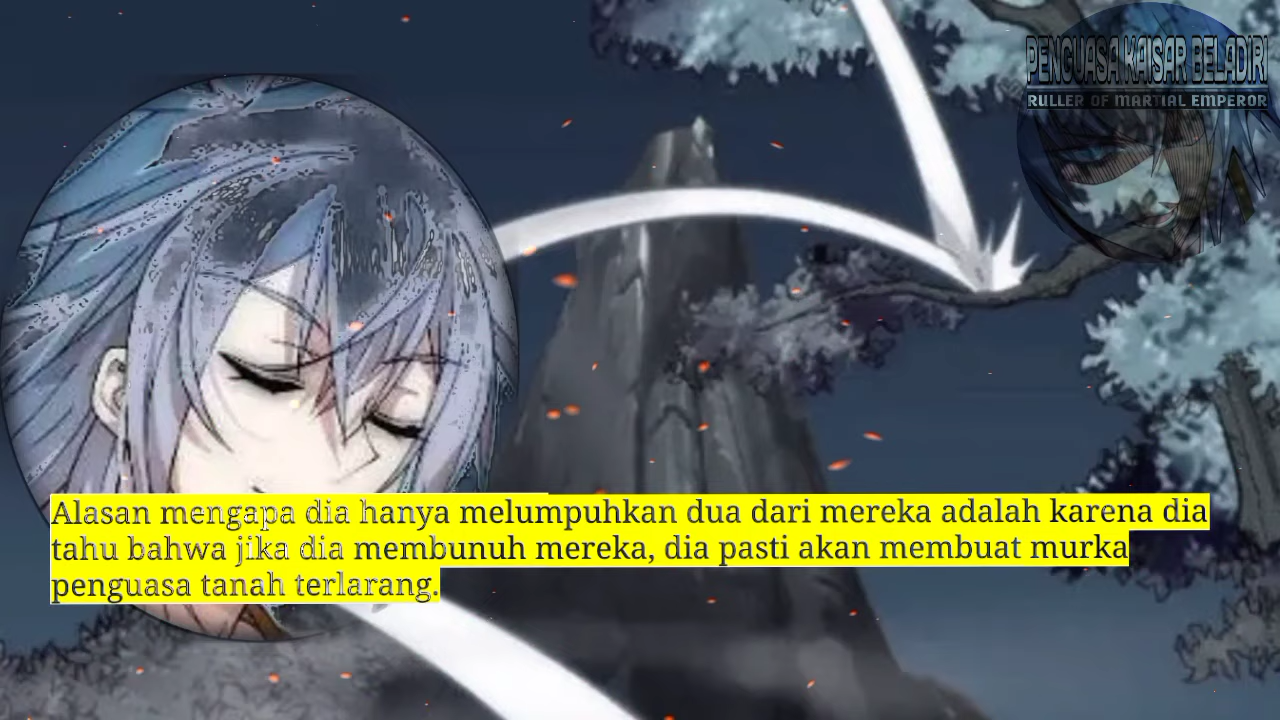 PENGUASA KAISAR BELADIRI
RULLER OF MARTIAL EMPEROR
Alasan mengapa dia hanya melumpuhkan dua dari mereka adalah karena dia
tahu bahwa jika dia membunuh mereka, dia pasti akan membuat murka
penguasa tanah terlarang.